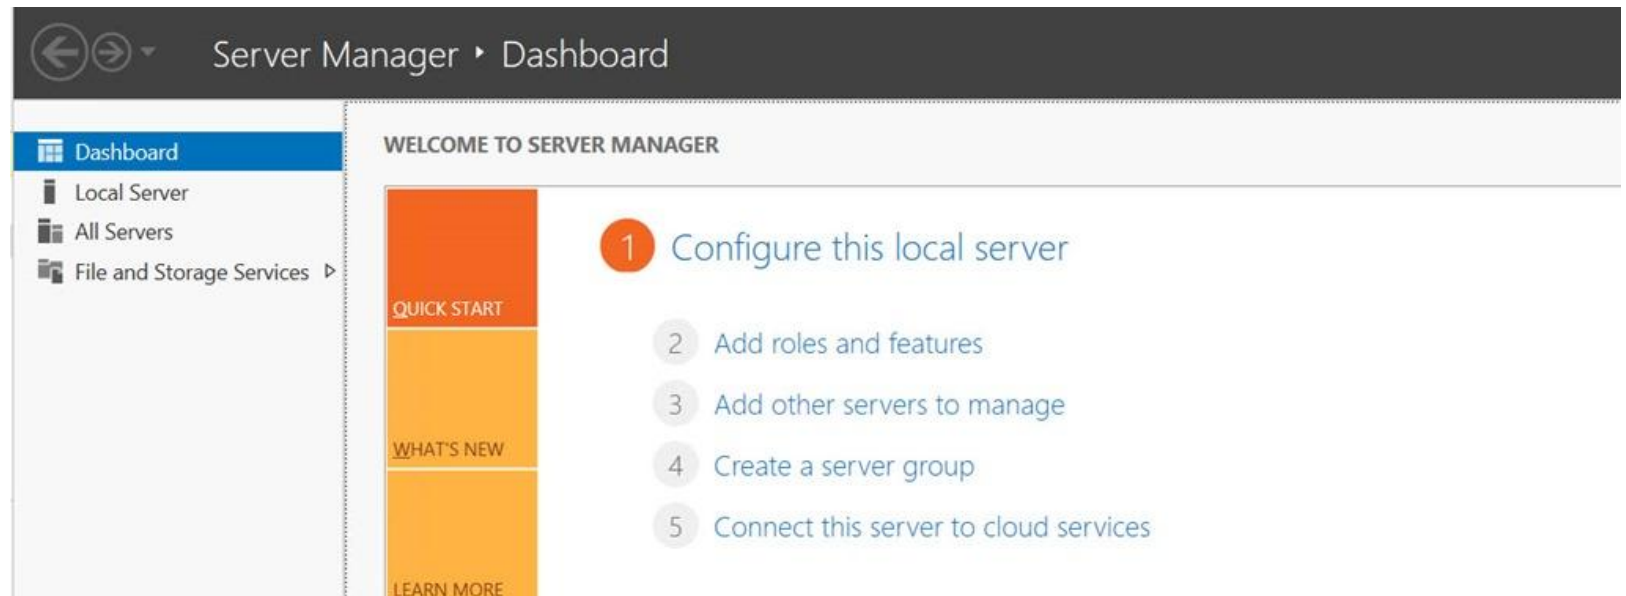 Server Manager ‣ Dashboard
Dashboard
Local Server
All Servers
File and Storage Services
WELCOME TO SERVER MANAGER
QUICK START
WHAT'S NEW
LEARN MORE
1 Configure this local server
2 Add roles and features
3 Add other servers to manage
4 Create a server group
5 Connect this server to cloud services